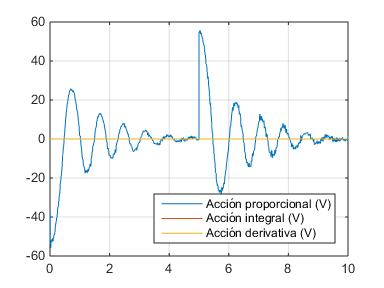 60
40
20
0
-20
-40
-60
Acción proporcional (V)
Acción integral (V)
Acción derivativa (V)
0 2 4 6 8 10